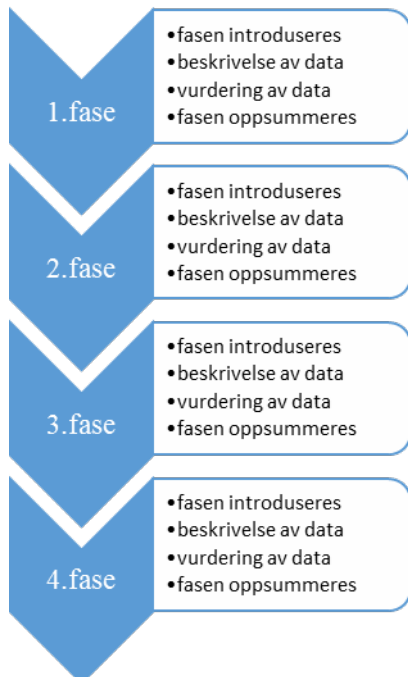 1.fase
•fasen introduseres
•beskrivelse av data
•vurdering av data
•fasen oppsummeres
2.fase
•fasen introduseres
•beskrivelse av data
•vurdering av data
•fasen oppsummeres
3.fase
•fasen introduseres
•beskrivelse av data
•vurdering av data
•fasen oppsummeres
4.fase
•fasen introduseres
•beskrivelse av data
•vurdering av data
•fasen oppsummeres